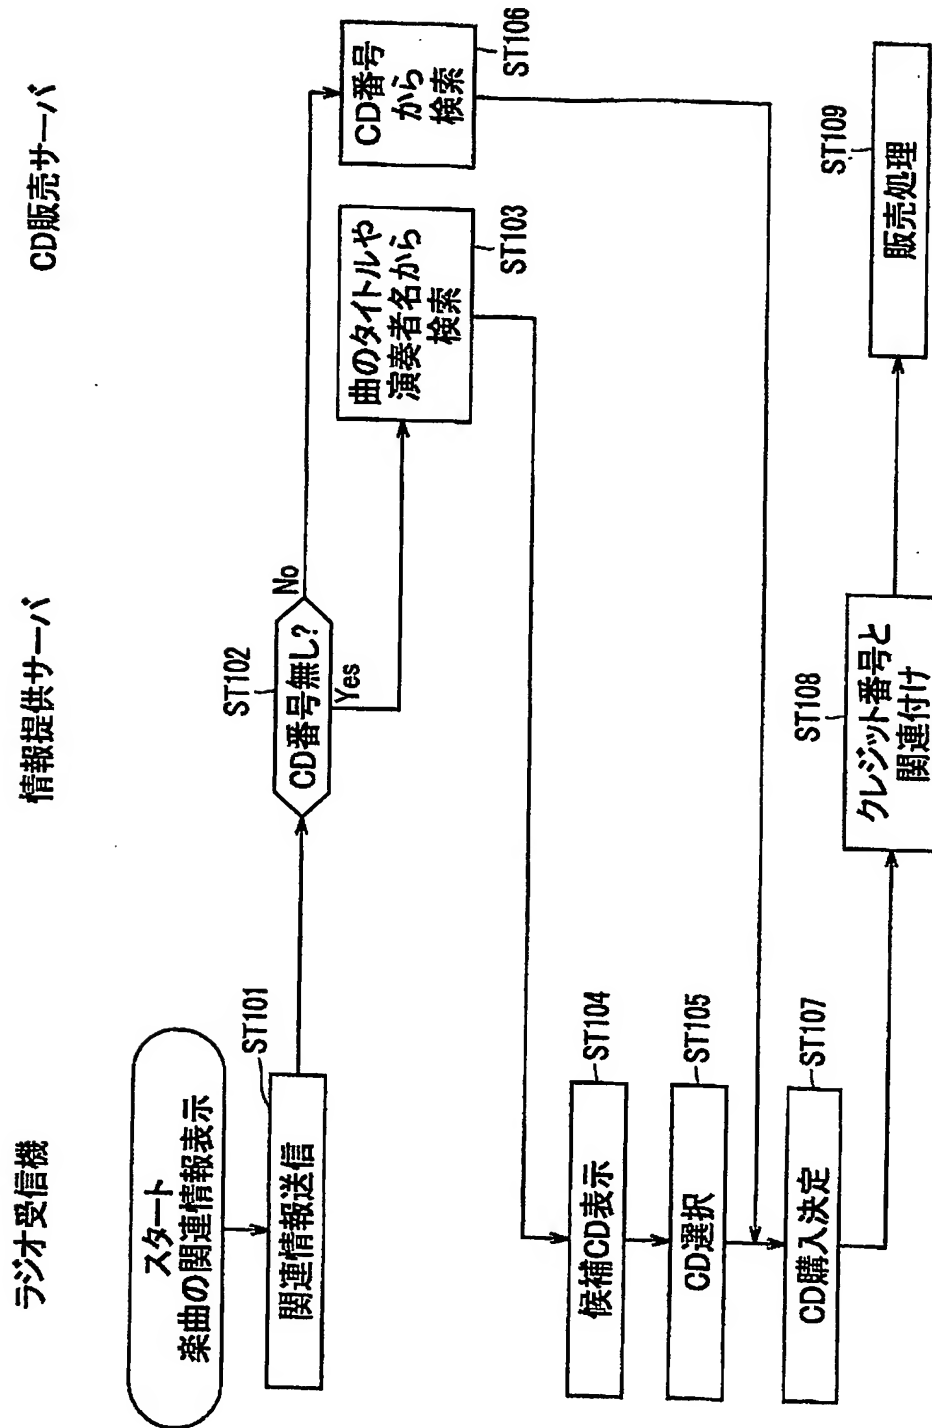 ラジオ受信機
情報提供サーバ
CD販売サーバ
スタート
楽曲の関連情報表示
ST101
関連情報送信
ST102
CD番号無し?
No
Yes
CD番号
から
検索
ST106
曲のタイトルや
演奏者名から
検索
ST103
候補CD表示
ST104
CD選択
ST105
CD購入決定
ST107
ST108
クレジット番号と
関連付け
ST109
販売処理